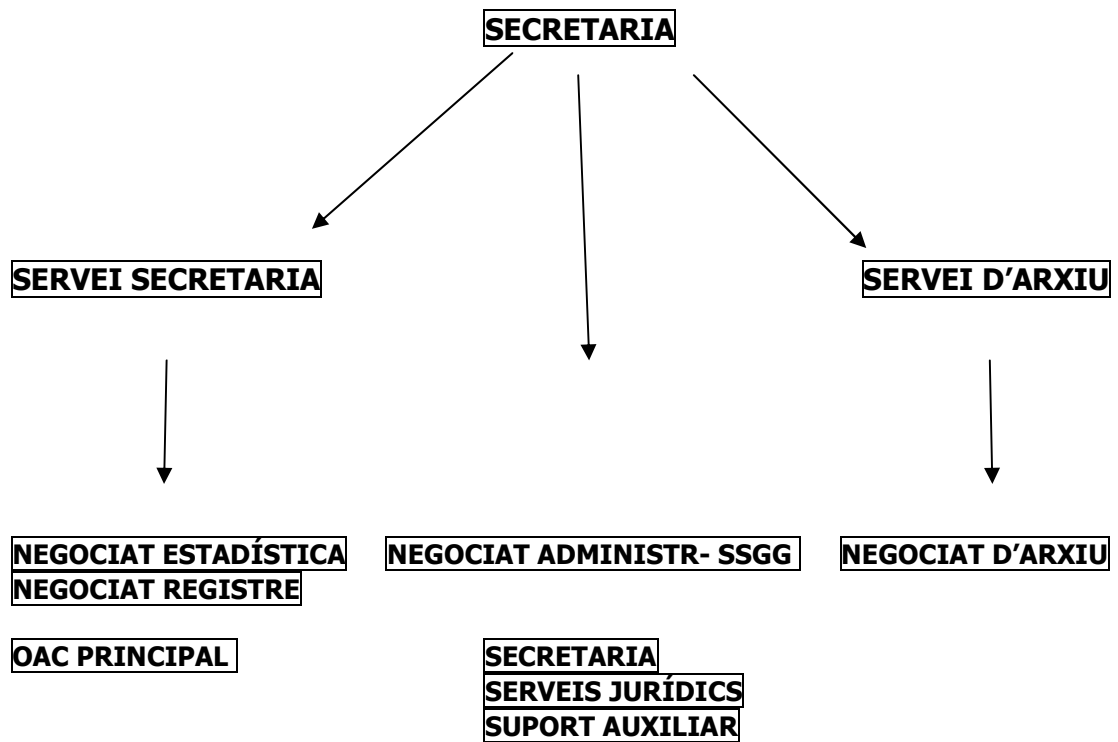 SECRETARIA
SERVEI SECRETARIA
SERVEI D’ARXIU
NEGOCIAT ESTADÍSTICA
NEGOCIAT REGISTRE
NEGOCIAT ADMINISTR- SSGG
NEGOCIAT D’ARXIU
OAC PRINCIPAL
SECRETARIA
SERVEIS JURÍDICS
SUPORT AUXILIAR